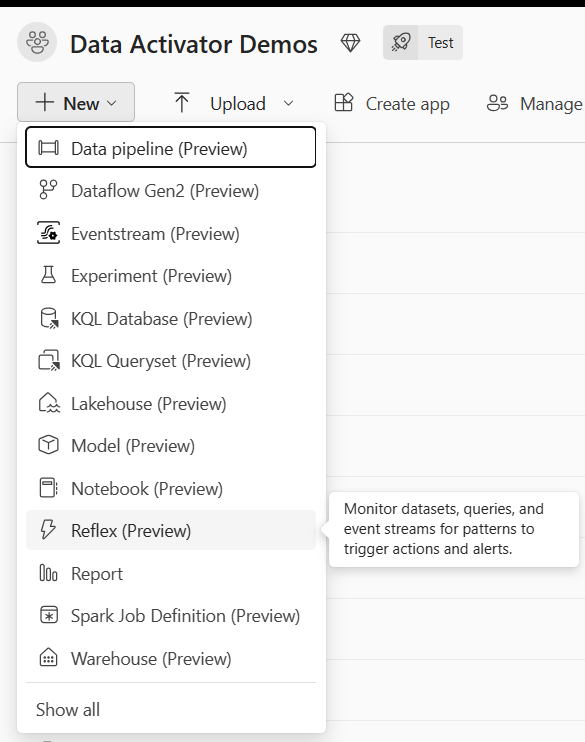 Data Activator Demos
Test
New
Upload
Create app
Manage
Data pipeline (Preview)
Dataflow Gen2 (Preview)
Eventstream (Preview)
Experiment (Preview)
KQL Database (Preview)
KQL Queryset (Preview)
Lakehouse (Preview)
Model (Preview)
Notebook (Preview)
Reflex (Preview)
Monitor datasets, queries, and
event streams for patterns to
trigger actions and alerts.
Report
Spark Job Definition (Preview)
Warehouse (Preview)
Show all